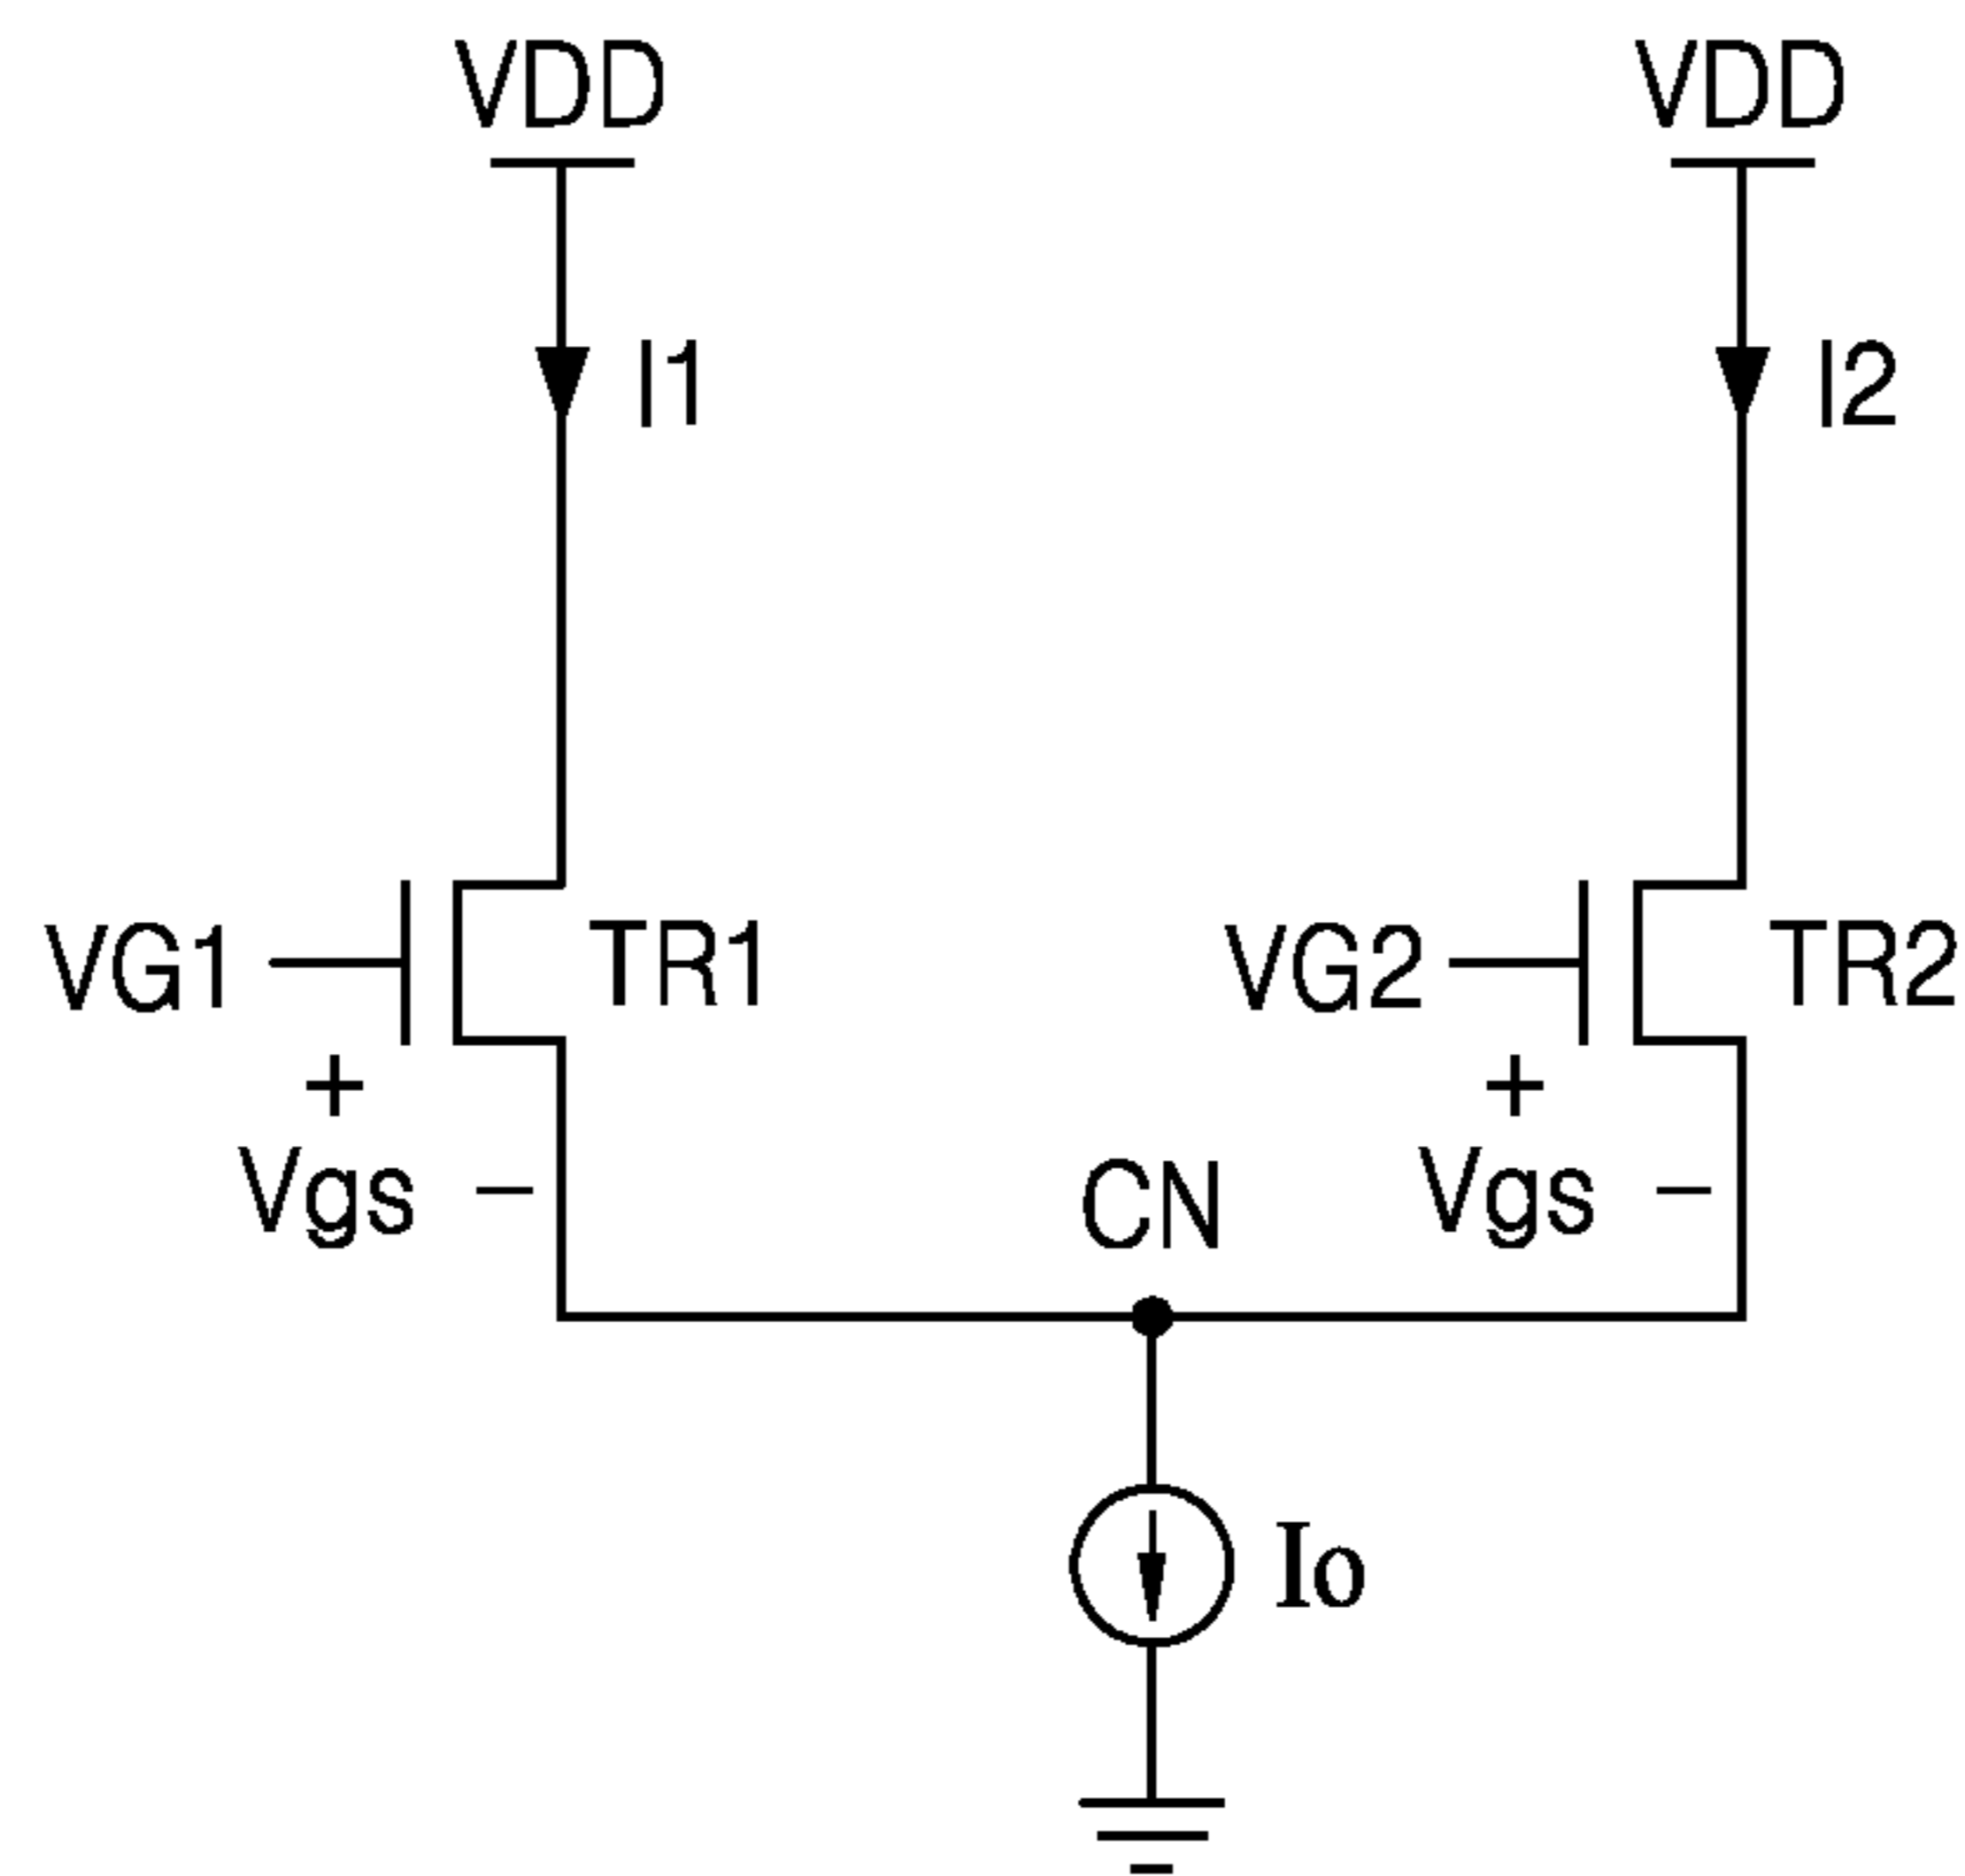 VDD VDD
I1 I2
VG1 TR1 VG2 TR2
+ +
Vgs − CN Vgs −
Io